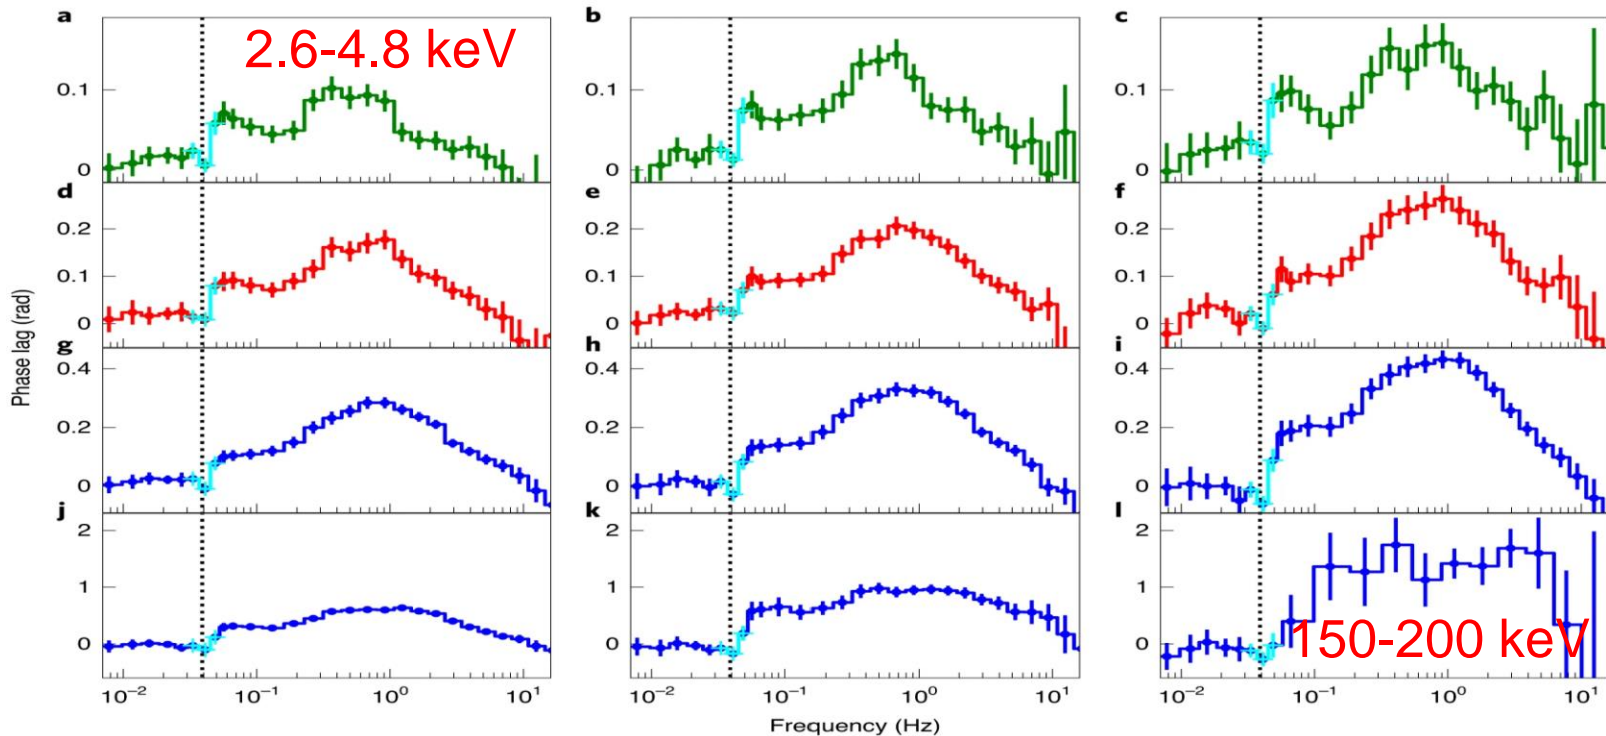 a b c
2.6-4.8 keV
0.1 0.1 0.1
0 0 0
d e f
0.2 0.2 0.2
0.1 0.1 0.1
0 0 0
Phase lag (rad)
g h i
0.4 0.4 0.4
0.2 0.2 0.2
0 0 0
j k l
2 2 2
1 1 1
0 0 0
150-200 keV
10⁻² 10⁻¹ 10⁰ 10¹ 10⁻² 10⁻¹ 10⁰ 10¹ 10⁻² 10⁻¹ 10⁰ 10¹
Frequency (Hz)